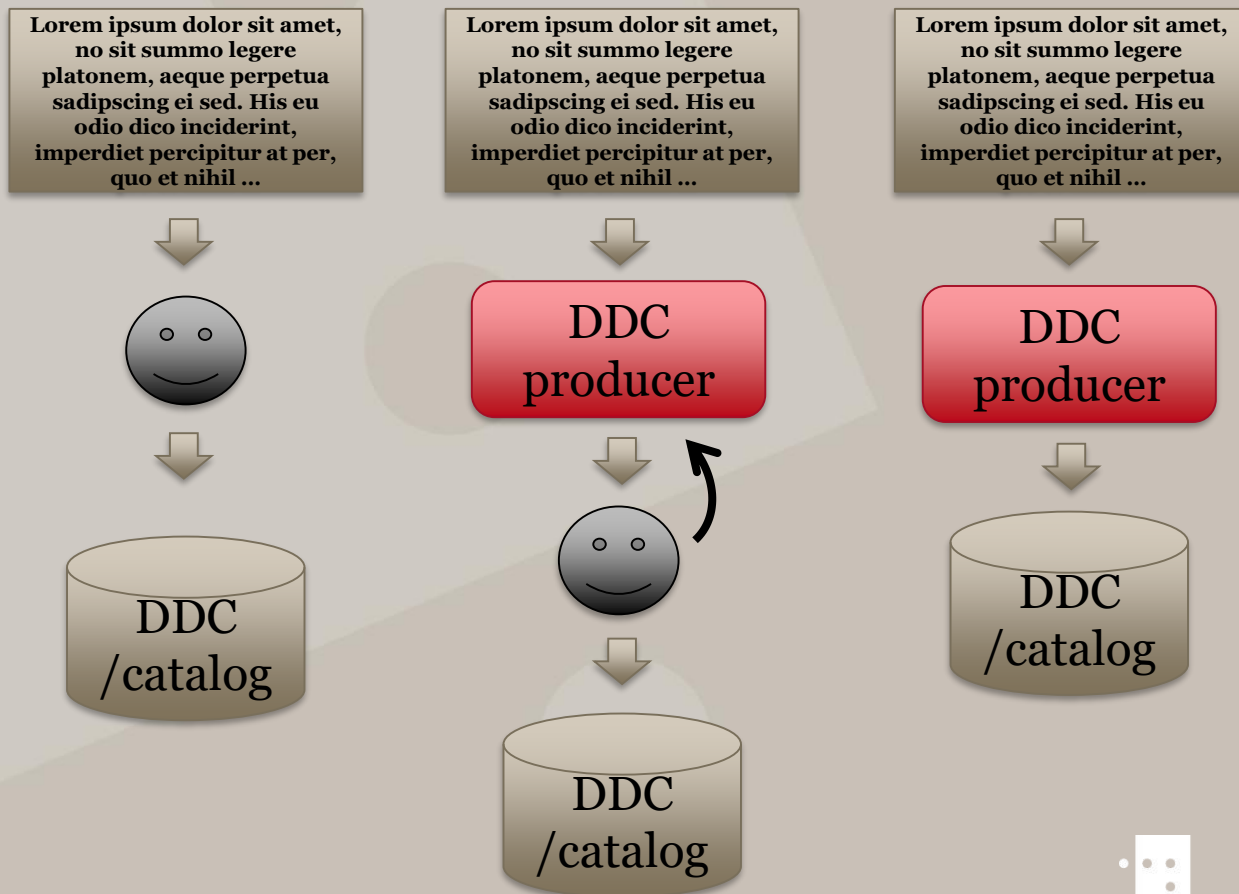 Lorem ipsum dolor sit amet,
no sit summo legere
platonem, aeque perpetua
sadipscing ei sed. His eu
odio dico inciderint,
imperdiet percipitur at per,
quo et nihil ...
DDC
/catalog
Lorem ipsum dolor sit amet,
no sit summo legere
platonem, aeque perpetua
sadipscing ei sed. His eu
odio dico inciderint,
imperdiet percipitur at per,
quo et nihil ...
DDC
producer
DDC
/catalog
Lorem ipsum dolor sit amet,
no sit summo legere
platonem, aeque perpetua
sadipscing ei sed. His eu
odio dico inciderint,
imperdiet percipitur at per,
quo et nihil ...
DDC
producer
DDC
/catalog